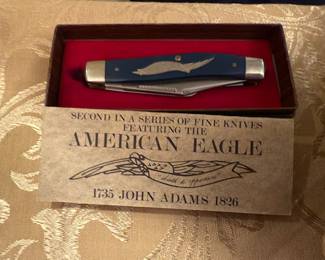 SECOND IN A SERIES OF FINE KNIVES
FEATURING THE
AMERICAN EAGLE
1735 JOHN ADAMS 1826